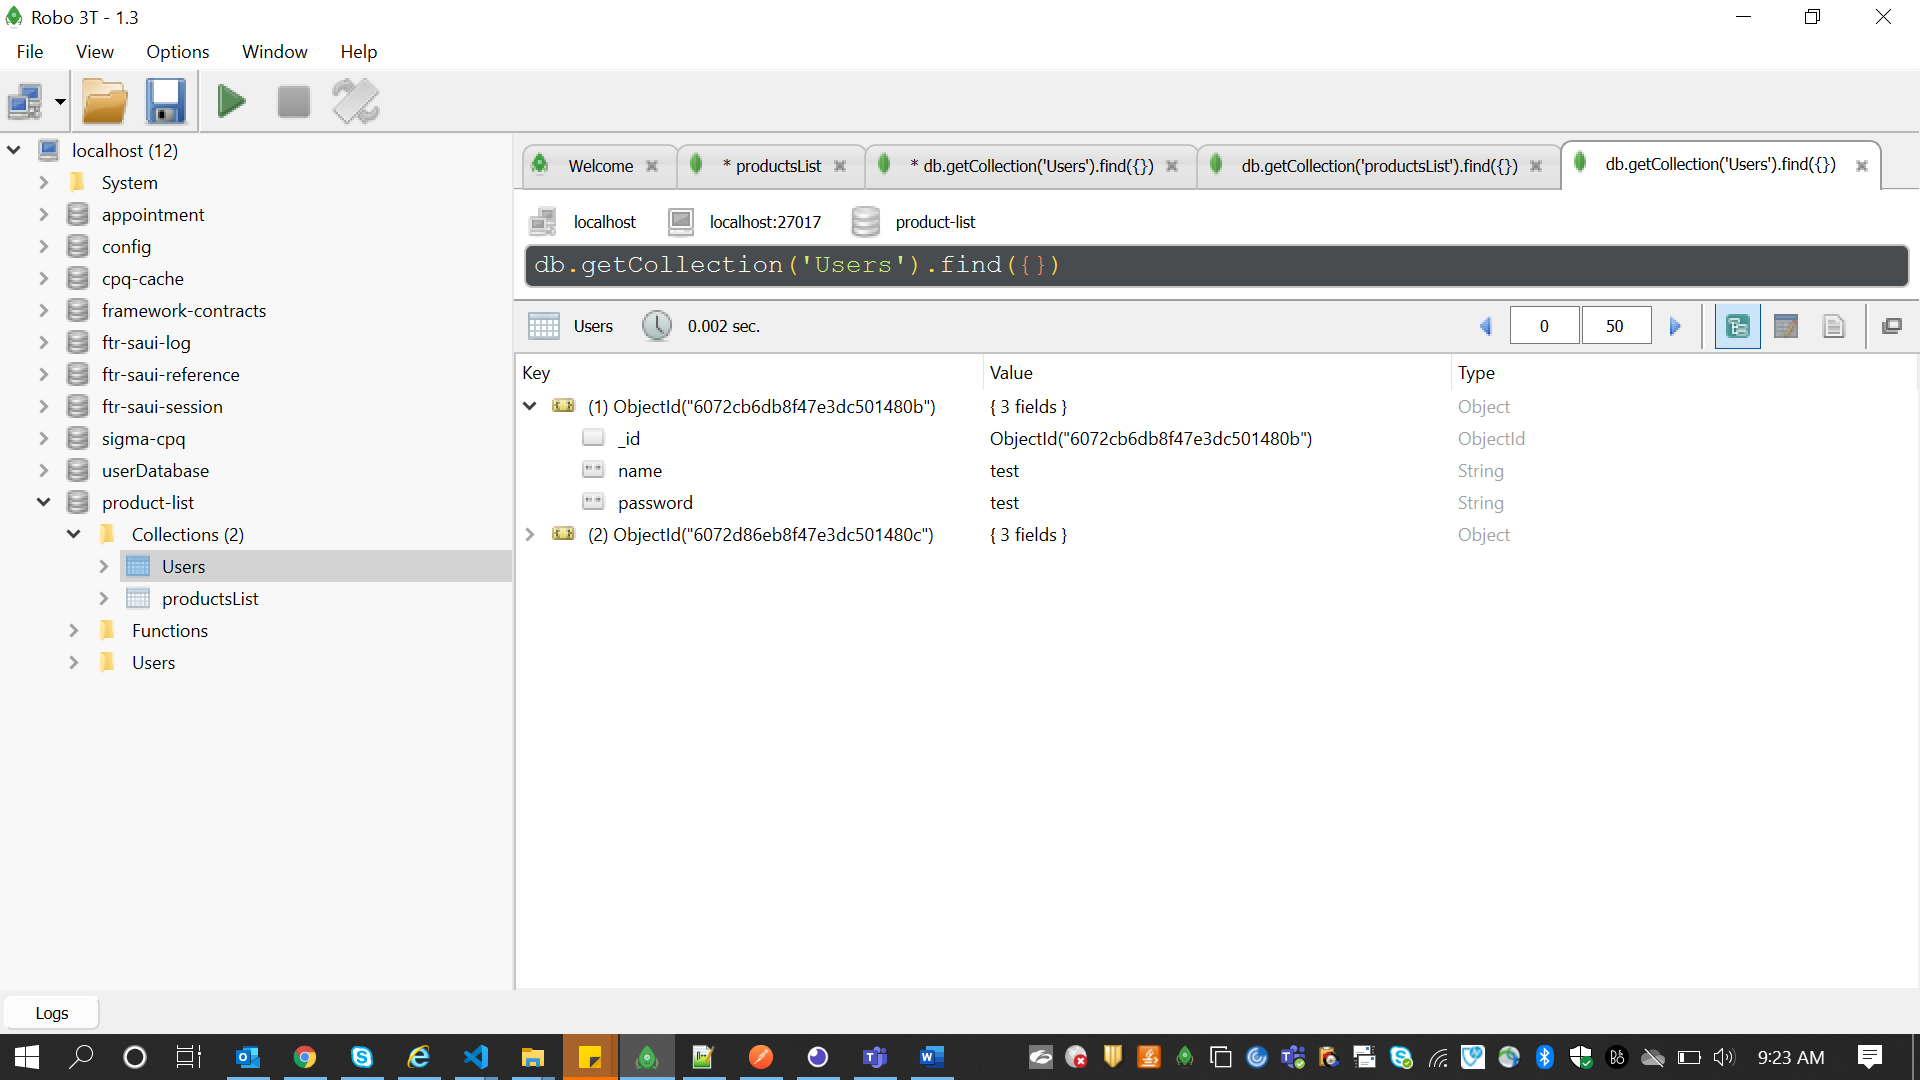 Robo 3T - 1.3
File View Options Window Help
localhost (12)
System
appointment
config
cpq-cache
framework-contracts
ftr-saui-log
ftr-saui-reference
ftr-saui-session
sigma-cpq
userDatabase
product-list
Collections (2)
Users
productsList
Functions
Users
Welcome * productsList * db.getCollection('Users').find({}) db.getCollection('productsList').find({}) db.getCollection('Users').find({})
localhost localhost:27017 product-list
db.getCollection('Users').find({})
Users 0.002 sec. 0 50
Key Value Type
(1) ObjectId("6072cb6db8f47e3dc501480b") { 3 fields } Object
_id ObjectId("6072cb6db8f47e3dc501480b") ObjectId
name test String
password test String
(2) ObjectId("6072d86eb8f47e3dc501480c") { 3 fields } Object
Logs
9:23 AM